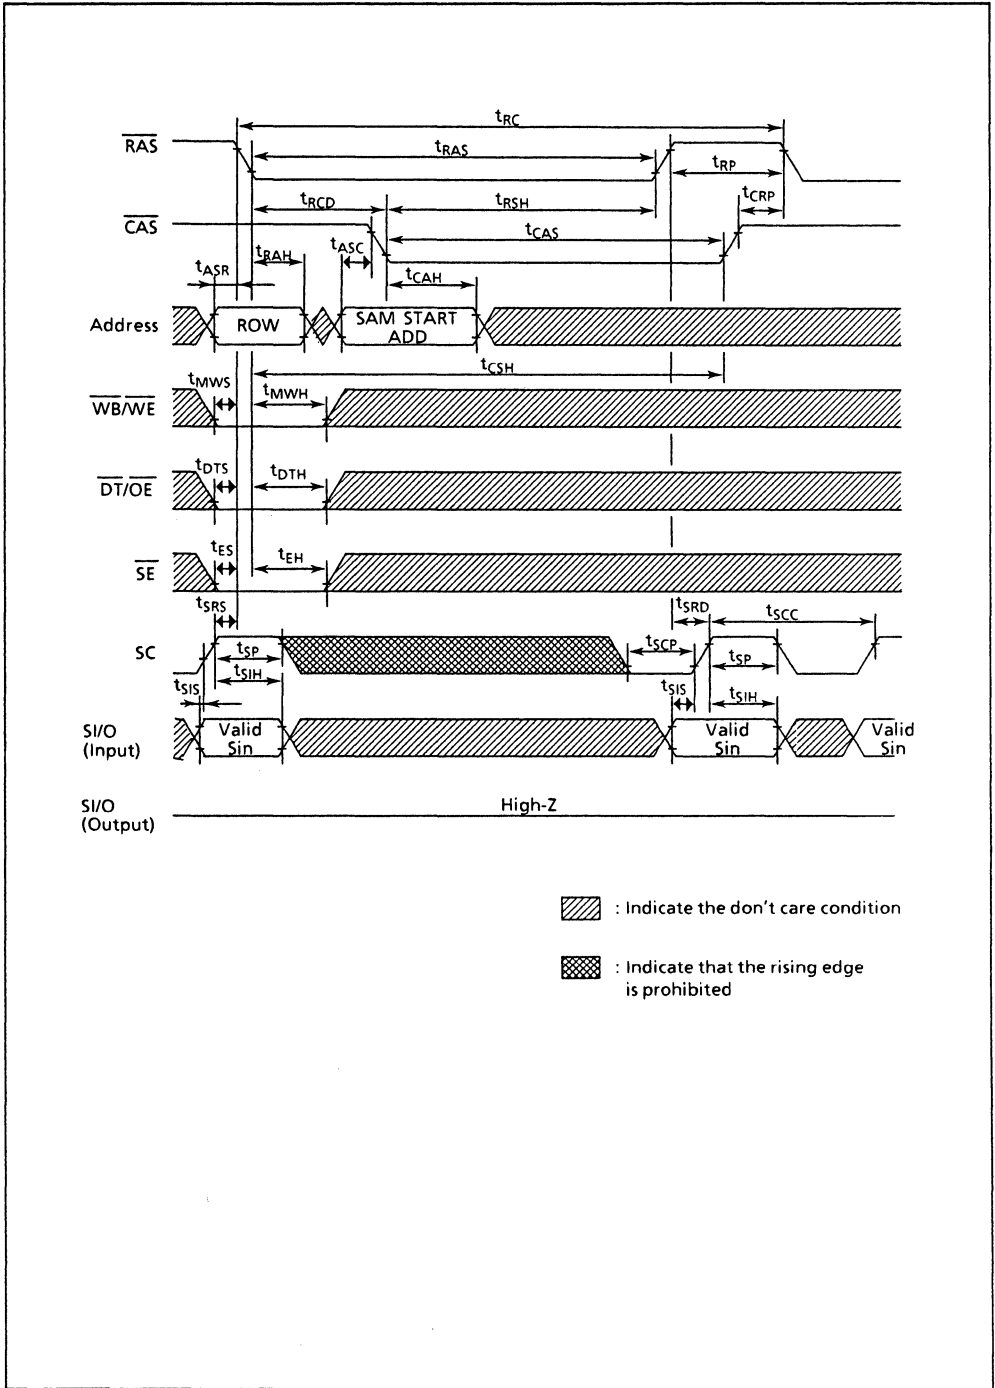 tRC
RAS
tRAS
tRP
tRCD
tRSH
tCRP
CAS
tCAS
tASC
tRAH
tASR
tCAH
Address
ROW
SAM START
ADD
tCSH
tMWS
tMWH
WB/WE
tDTS
tDTH
DT/OE
tES
tEH
SE
tSRS
tSRD
tSCC
SC
tSP
tSCP
tSP
tSIH
tSIS
tSIS
tSIH
SI/O
(Input)
Valid
Sin
Valid
Sin
Valid
Sin
SI/O
(Output)
High-Z
: Indicate the don't care condition
: Indicate that the rising edge
is prohibited